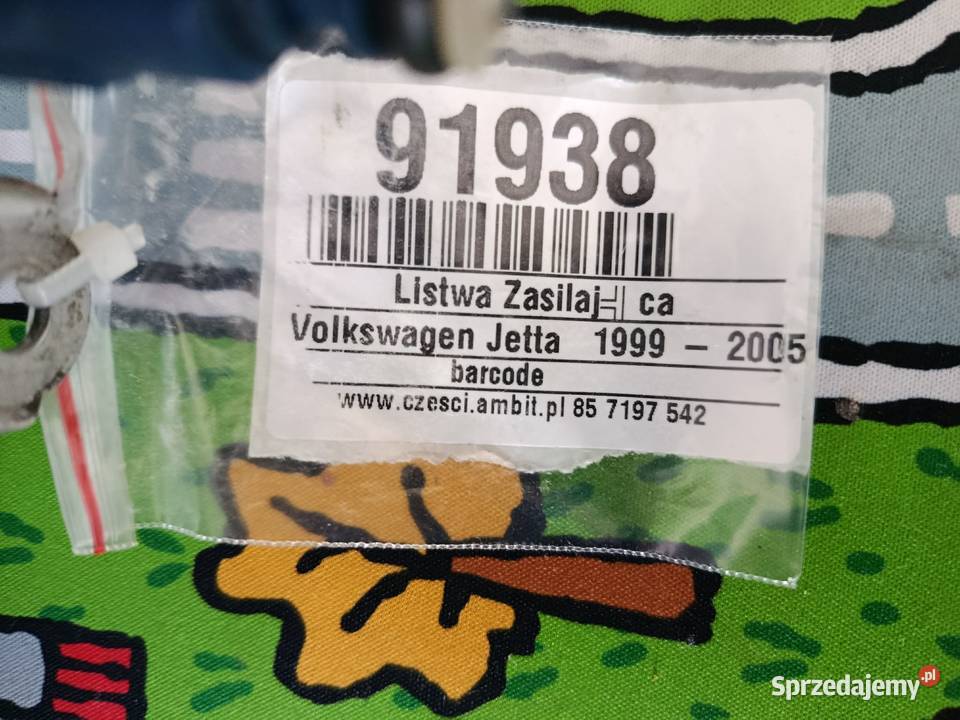 91938
Listwa Zasilaj╡ ca
Volkswagen Jetta 1999 - 2005
barcode
www.czesci.ambit.pl 85 7197 542
Sprzedajemy.pl